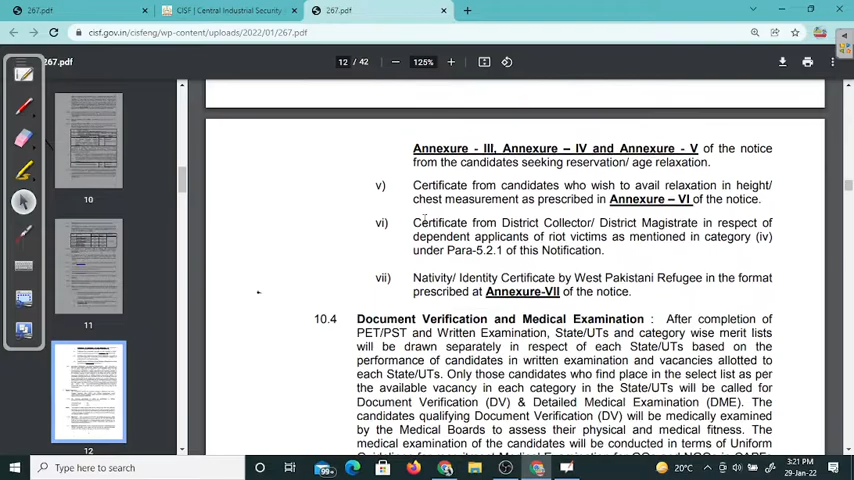 267.pdf
CISF | Central Industrial Security
267.pdf
cisf.gov.in/cisfeng/wp-content/uploads/2022/01/267.pdf
67.pdf
12 / 42
125%
Annexure - III, Annexure – IV and Annexure - V of the notice
from the candidates seeking reservation/ age relaxation.
v) Certificate from candidates who wish to avail relaxation in height/
chest measurement as prescribed in Annexure – VI of the notice.
vi) Certificate from District Collector/ District Magistrate in respect of
dependent applicants of riot victims as mentioned in category (iv)
under Para-5.2.1 of this Notification.
vii) Nativity/ Identity Certificate by West Pakistani Refugee in the format
prescribed at Annexure-VII of the notice.
10.4 Document Verification and Medical Examination : After completion of
PET/PST and Written Examination, State/UTs and category wise merit lists
will be drawn separately in respect of each State/UTs based on the
performance of candidates in written examination and vacancies allotted to
each State/UTs. Only those candidates who find place in the select list as per
the available vacancy in each category in the State/UTs will be called for
Document Verification (DV) & Detailed Medical Examination (DME). The
candidates qualifying Document Verification (DV) will be medically examined
by the Medical Boards to assess their physical and medical fitness. The
medical examination of the candidates will be conducted in terms of Uniform
10
11
12
Type here to search
99+
20°C
3:21 PM
29-Jan-22